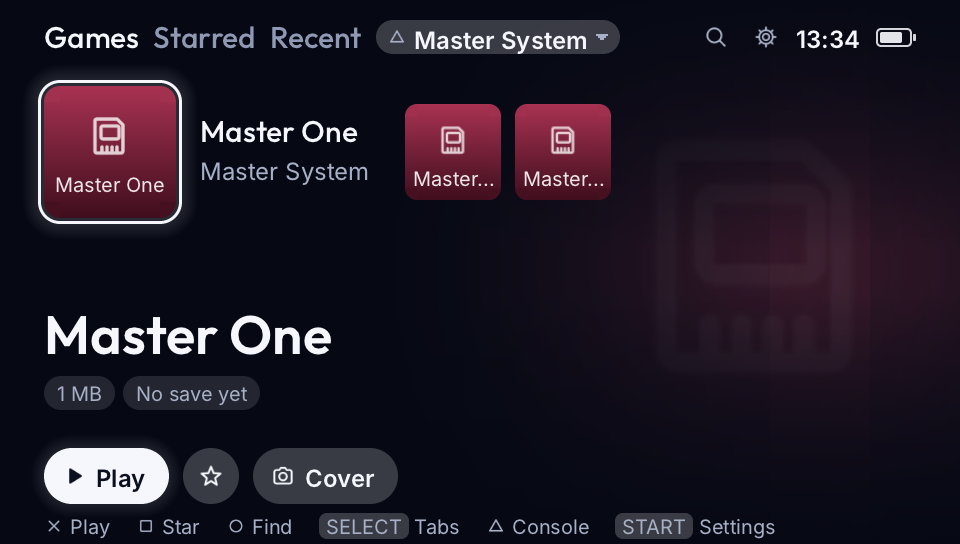 Games Starred Recent Master System 13:34
Master One
Master One
Master System
Master...
Master...
Master One
1 MB
No save yet
Play
Cover
Play Star Find SELECT Tabs Console START Settings